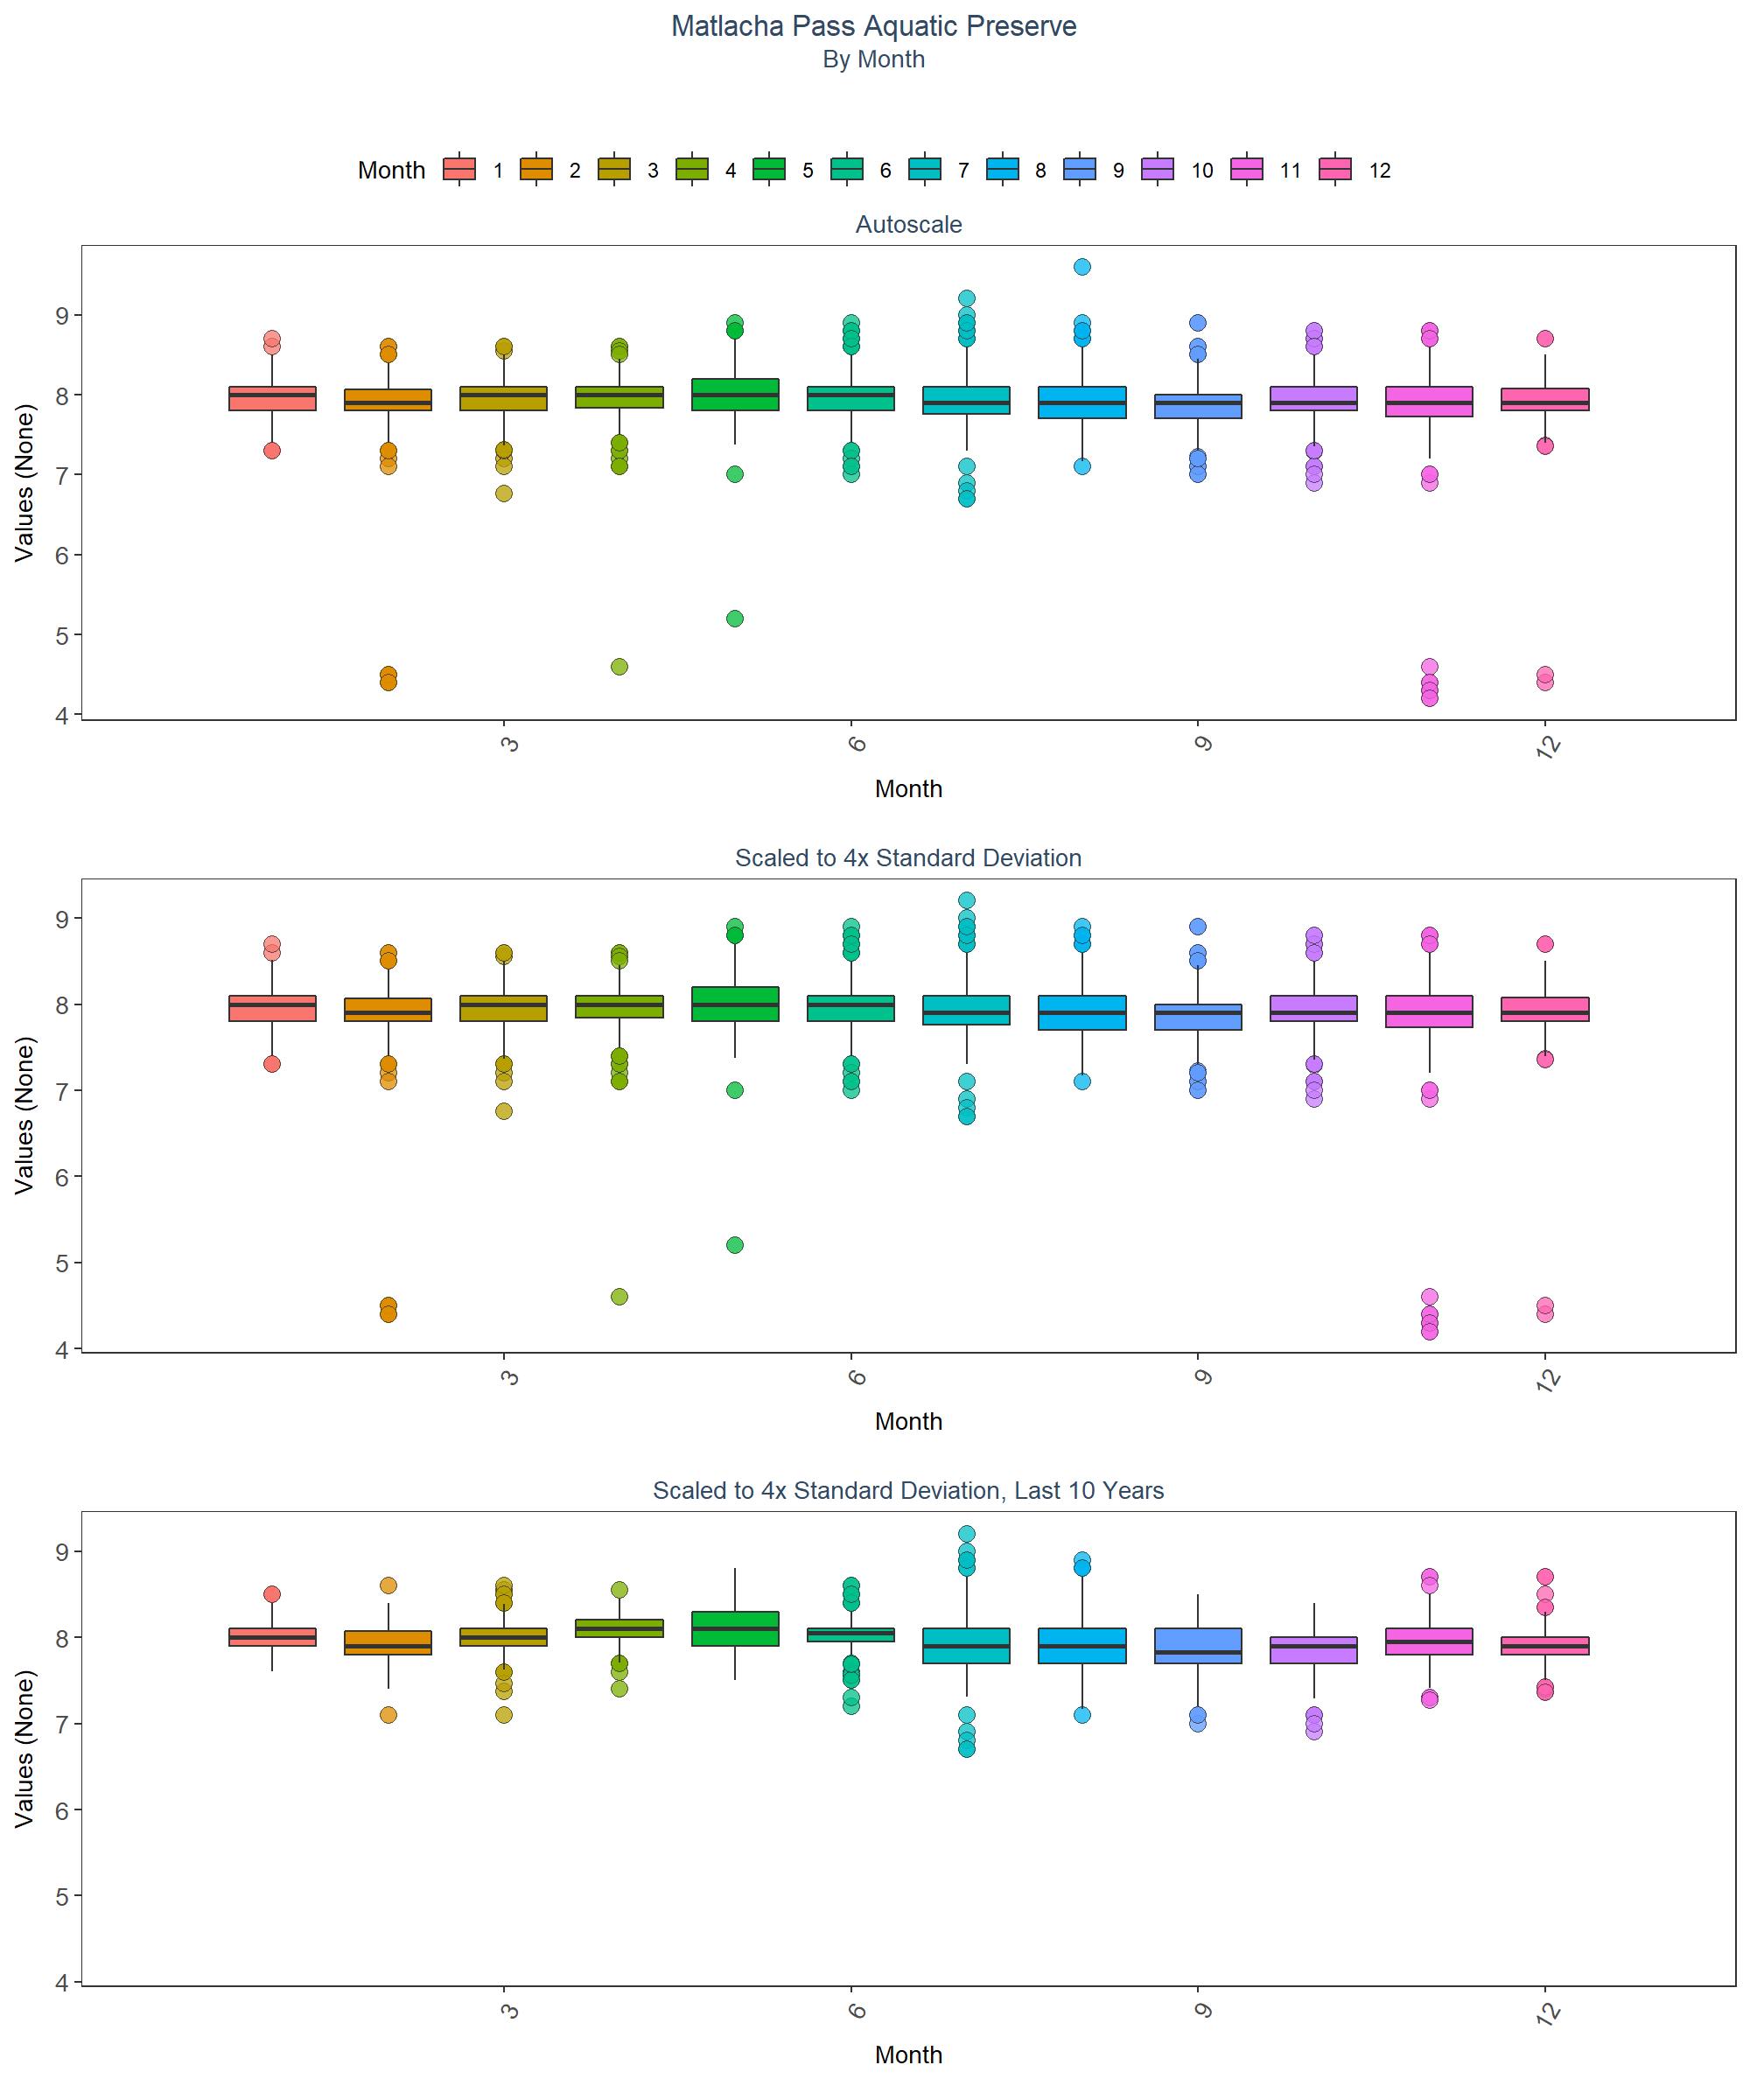 Matlacha Pass Aquatic Preserve
By Month
Month 1 2 3 4 5 6 7 8 9 10 11 12
Autoscale
Values (None)
9
8
7
6
5
4
3 6 9 12
Month
Scaled to 4x Standard Deviation
Values (None)
9
8
7
6
5
4
3 6 9 12
Month
Scaled to 4x Standard Deviation, Last 10 Years
Values (None)
9
8
7
6
5
4
3 6 9 12
Month